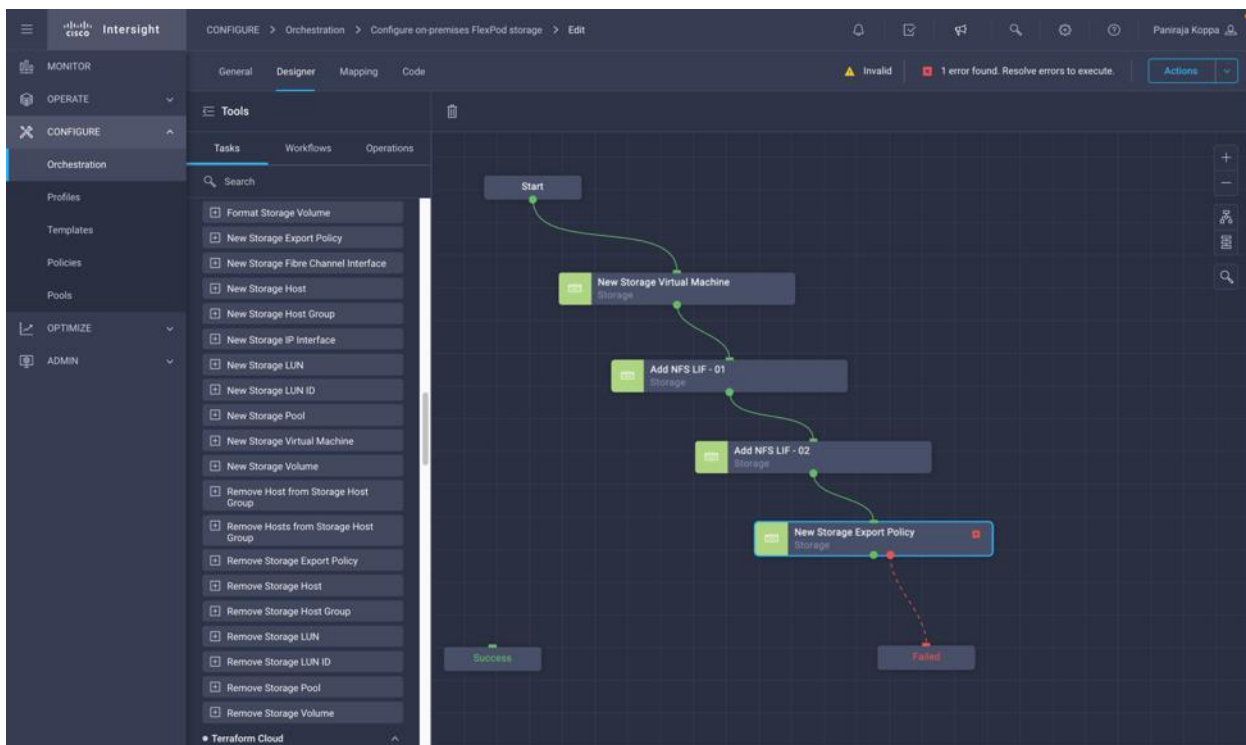 cisco Intersight
CONFIGURE > Orchestration > Configure on-premises FlexPod storage > Edit
Paniraja Koppa
MONITOR
OPERATE
CONFIGURE
Orchestration
Profiles
Templates
Policies
Pools
OPTIMIZE
ADMIN
General Designer Mapping Code
Invalid
1 error found. Resolve errors to execute.
Actions
Tools
Tasks Workflows Operations
Search
Format Storage Volume
New Storage Export Policy
New Storage Fibre Channel Interface
New Storage Host
New Storage Host Group
New Storage IP Interface
New Storage LUN
New Storage LUN ID
New Storage Pool
New Storage Virtual Machine
New Storage Volume
Remove Host from Storage Host
Group
Remove Hosts from Storage Host
Group
Remove Storage Export Policy
Remove Storage Host
Remove Storage Host Group
Remove Storage LUN
Remove Storage LUN ID
Remove Storage Pool
Remove Storage Volume
Terraform Cloud
Start
New Storage Virtual Machine
Storage
Add NFS LIF - 01
Storage
Add NFS LIF - 02
Storage
New Storage Export Policy
Storage
Success
Failed